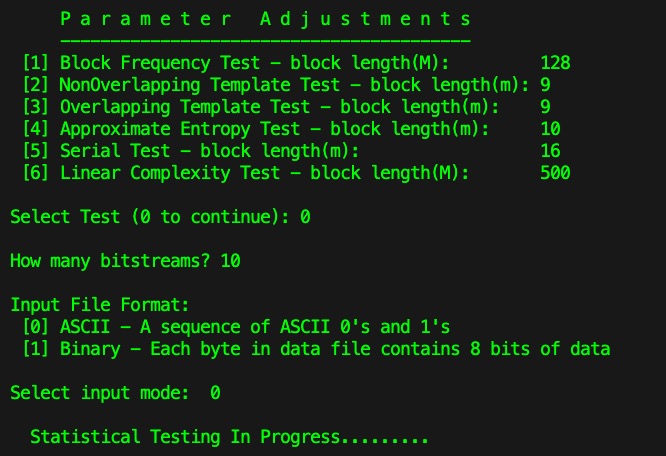 P a r a m e t e r   A d j u s t m e n t s
-----------------------------------------
[1] Block Frequency Test - block length(M):         128
[2] NonOverlapping Template Test - block length(m): 9
[3] Overlapping Template Test - block length(m):    9
[4] Approximate Entropy Test - block length(m):     10
[5] Serial Test - block length(m):                  16
[6] Linear Complexity Test - block length(M):       500
Select Test (0 to continue): 0
How many bitstreams? 10
Input File Format:
[0] ASCII - A sequence of ASCII 0's and 1's
[1] Binary - Each byte in data file contains 8 bits of data
Select input mode:  0
Statistical Testing In Progress.........